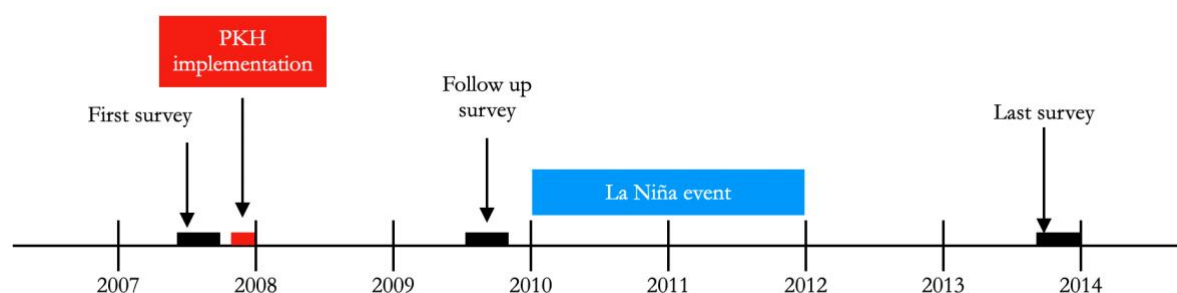 PKH
implementation
First survey
Follow up
survey
Last survey
La Niña event
2007 2008 2009 2010 2011 2012 2013 2014